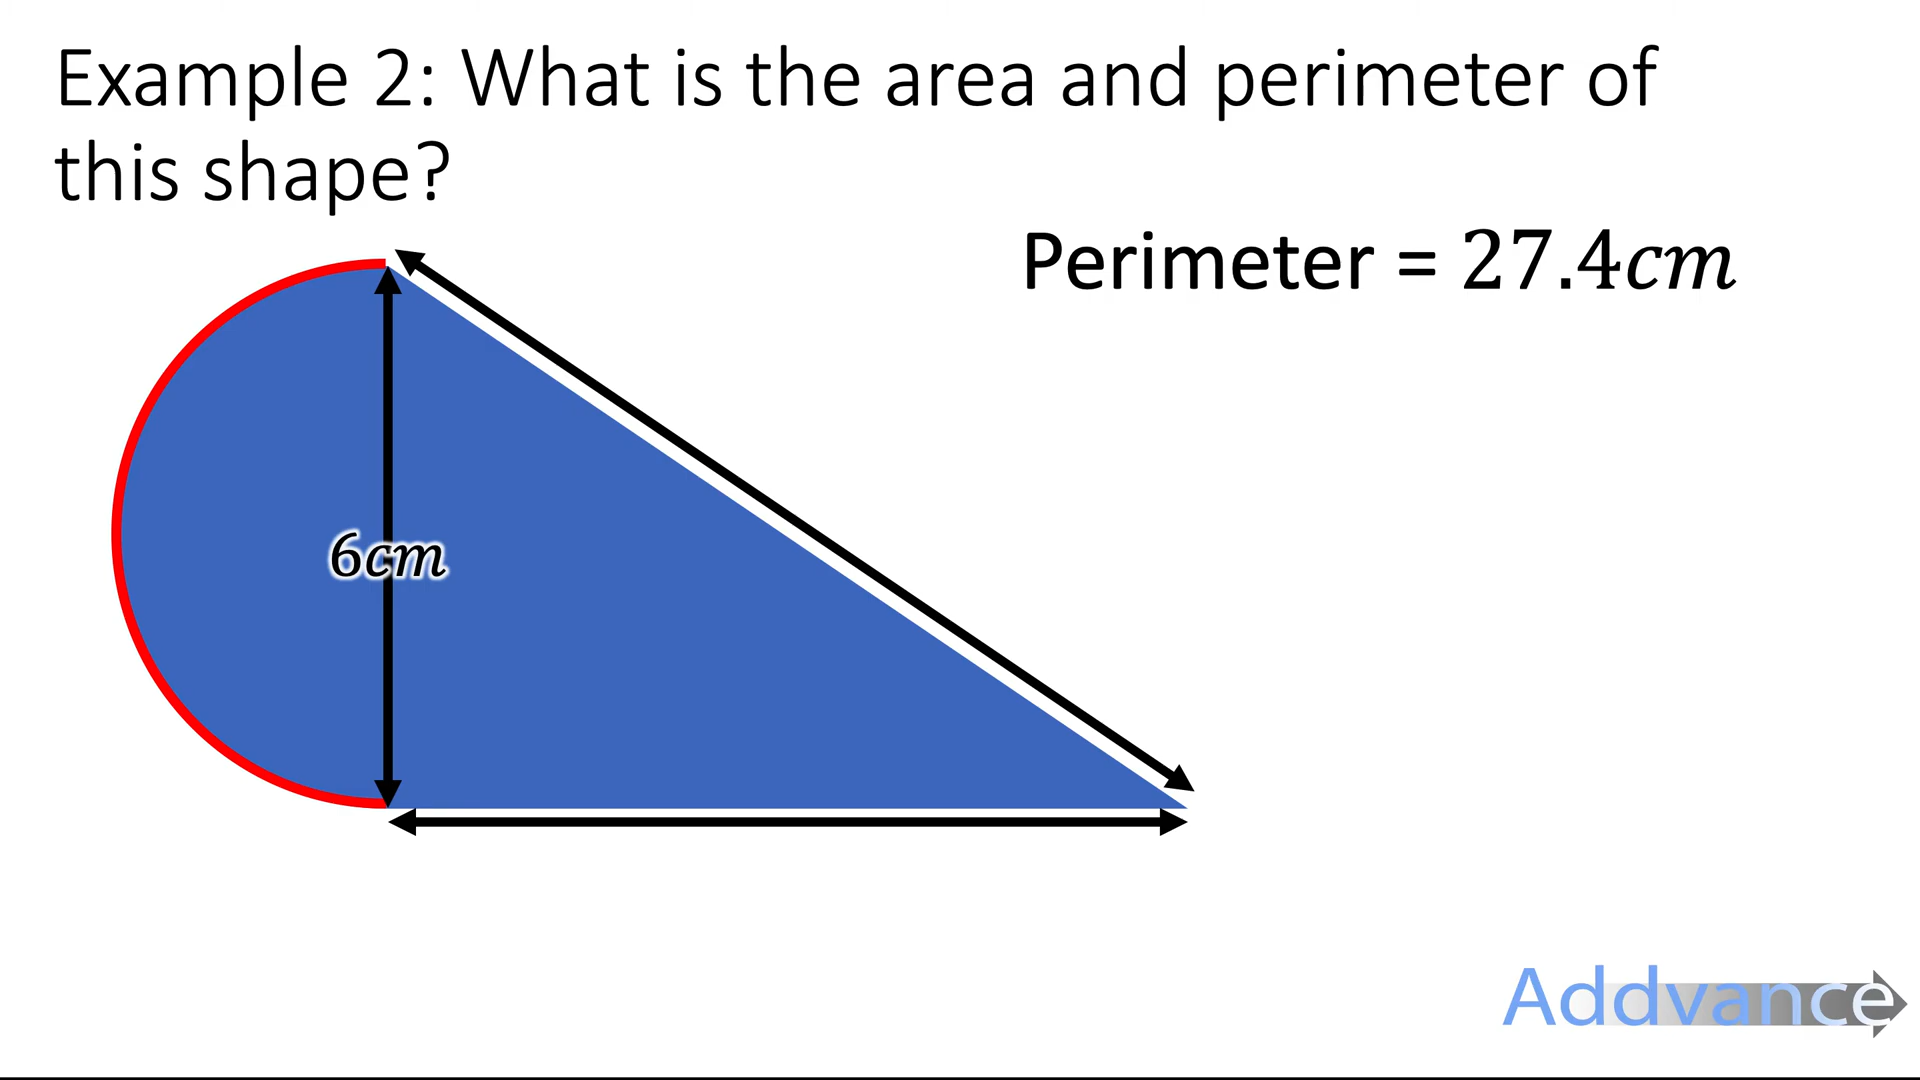 Example 2: What is the area and perimeter of
this shape?
Perimeter = 27.4cm
6cm
Addvance